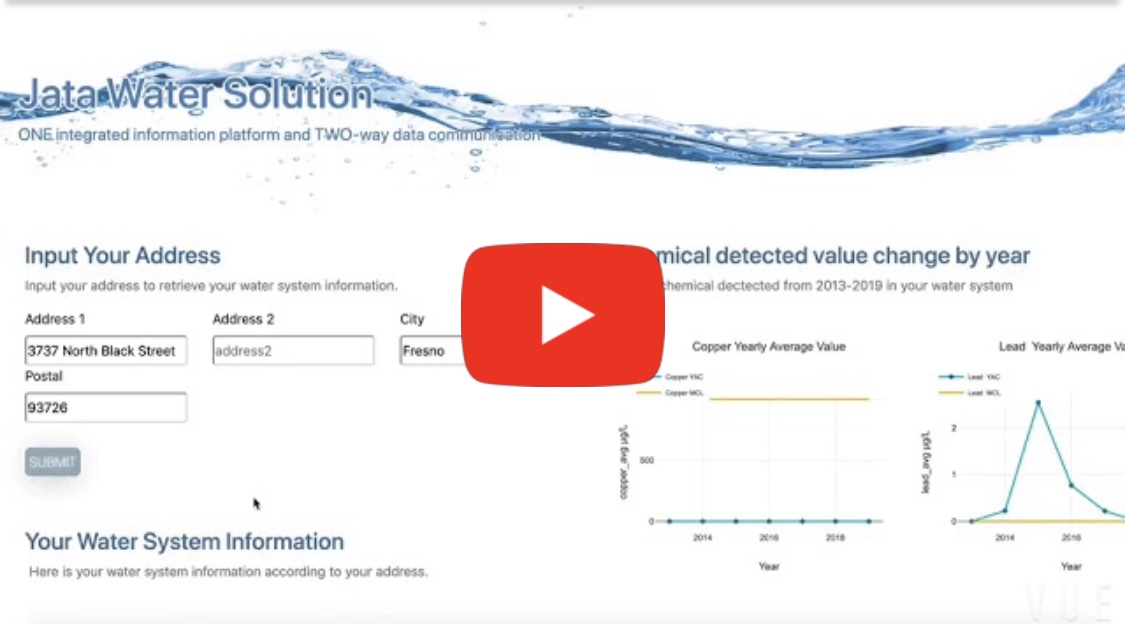 Jata Water Solution
ONE integrated information platform and TWO-way data communication
Input Your Address
Input your address to retrieve your water system information.
Address 1
Address 2
City
3737 North Black Street
address2
Fresno
Postal
93726
SUBMIT
Your Water System Information
Here is your water system information according to your address.
mical detected value change by year
chemical dectected from 2013-2019 in your water system
Copper Yearly Average Value
Copper YAC
Copper MCL
copper_avg µg/L
500
0
2014
2016
2018
Year
Lead Yearly Average Va
Lead YAC
Lead MCL
lead_avg µg/L
2
1
0
2014
2016
Year
VUE